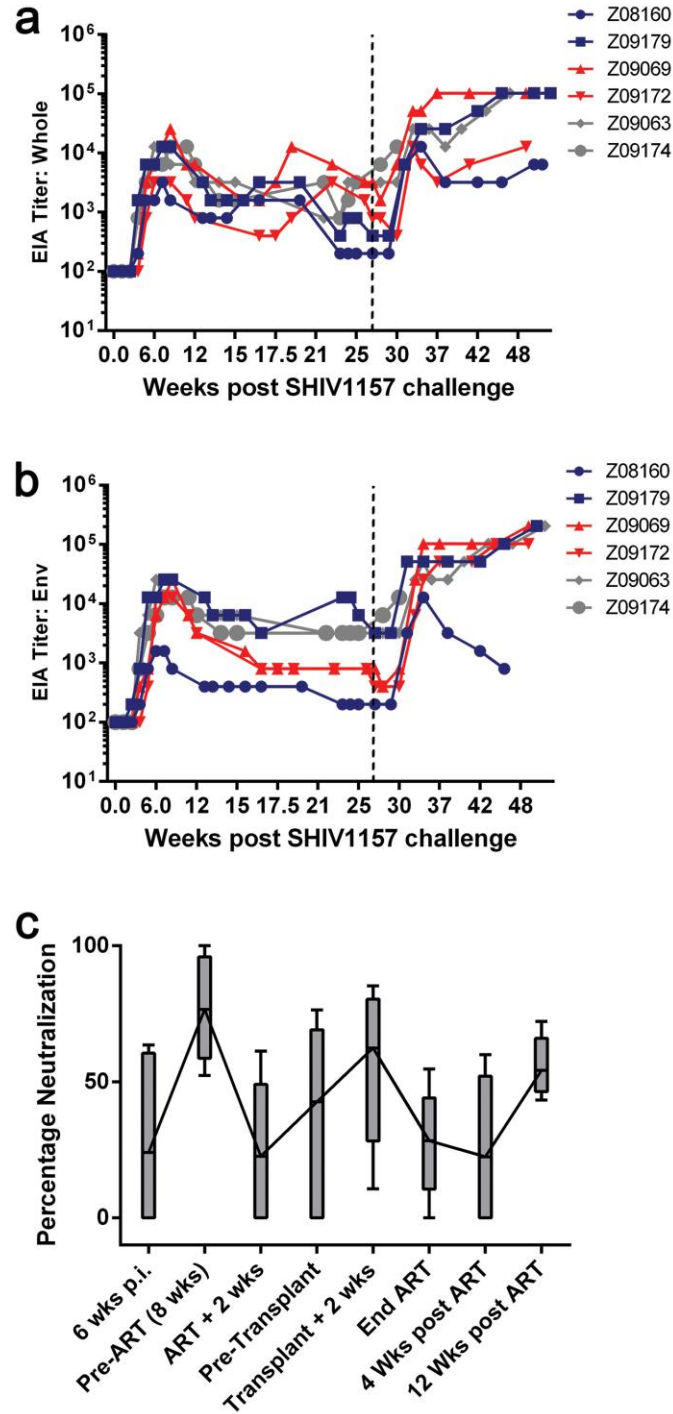 a
EIA Titer: Whole
10^6
10^5
10^4
10^3
10^2
10^1
0.0 6.0 12 15 17.5 21 25 30 37 42 48
Weeks post SHIV1157 challenge
Z08160
Z09179
Z09069
Z09172
Z09063
Z09174
b
EIA Titer: Env
10^6
10^5
10^4
10^3
10^2
10^1
0.0 6.0 12 15 17.5 21 25 30 37 42 48
Weeks post SHIV1157 challenge
Z08160
Z09179
Z09069
Z09172
Z09063
Z09174
c
Percentage Neutralization
100
50
0
6 wks p.i.
Pre-ART (8 wks)
ART + 2 wks
Pre-Transplant
Transplant + 2 wks
End ART
4 Wks post ART
12 Wks post ART